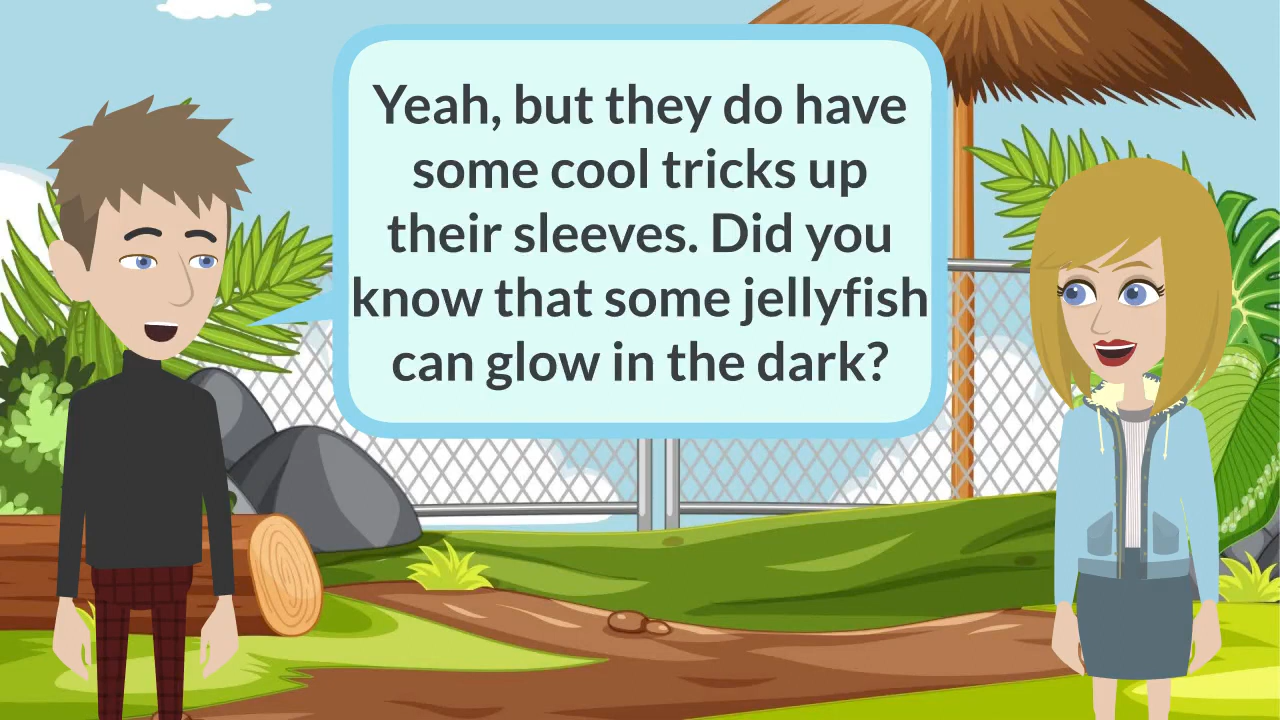 Yeah, but they do have
some cool tricks up
their sleeves. Did you
know that some jellyfish
can glow in the dark?